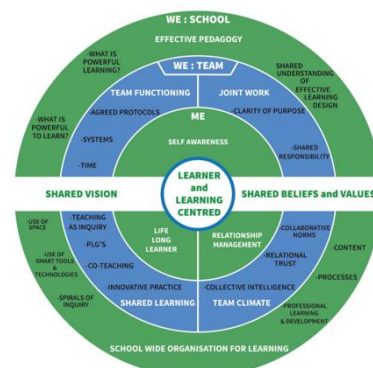 WE : SCHOOL
EFFECTIVE PEDAGOGY
-WHAT IS
POWERFUL
LEARNING?
-WHAT IS
POWERFUL
TO LEARN?
SHARED
UNDERSTANDING
OF
EFFECTIVE
LEARNING
DESIGN
WE : TEAM
TEAM FUNCTIONING
-AGREED PROTOCOLS
-SYSTEMS
-TIME
JOINT WORK
-CLARITY OF PURPOSE
-SHARED
RESPONSIBILITY
ME
SELF AWARENESS
SHARED VISION
LEARNER
and
LEARNING
CENTRED
SHARED BELIEFS and VALUES
-USE OF
SPACE
-USE OF
SMART TOOLS
&
TECHNOLOGIES
-SPIRALS OF
INQUIRY
-TEACHING
AS INQUIRY
-PLG'S
-CO-TEACHING
-INNOVATIVE PRACTICE
SHARED LEARNING
LIFE
LONG
LEARNER
RELATIONSHIP
MANAGEMENT
-COLLABORATIVE
NORMS
-RELATIONAL
TRUST
-COLLECTIVE INTELLIGENCE
TEAM CLIMATE
-CONTENT
-PROCESSES
-PROFESSIONAL
LEARNING
& DEVELOPMENT
SCHOOL WIDE ORGANISATION FOR LEARNING